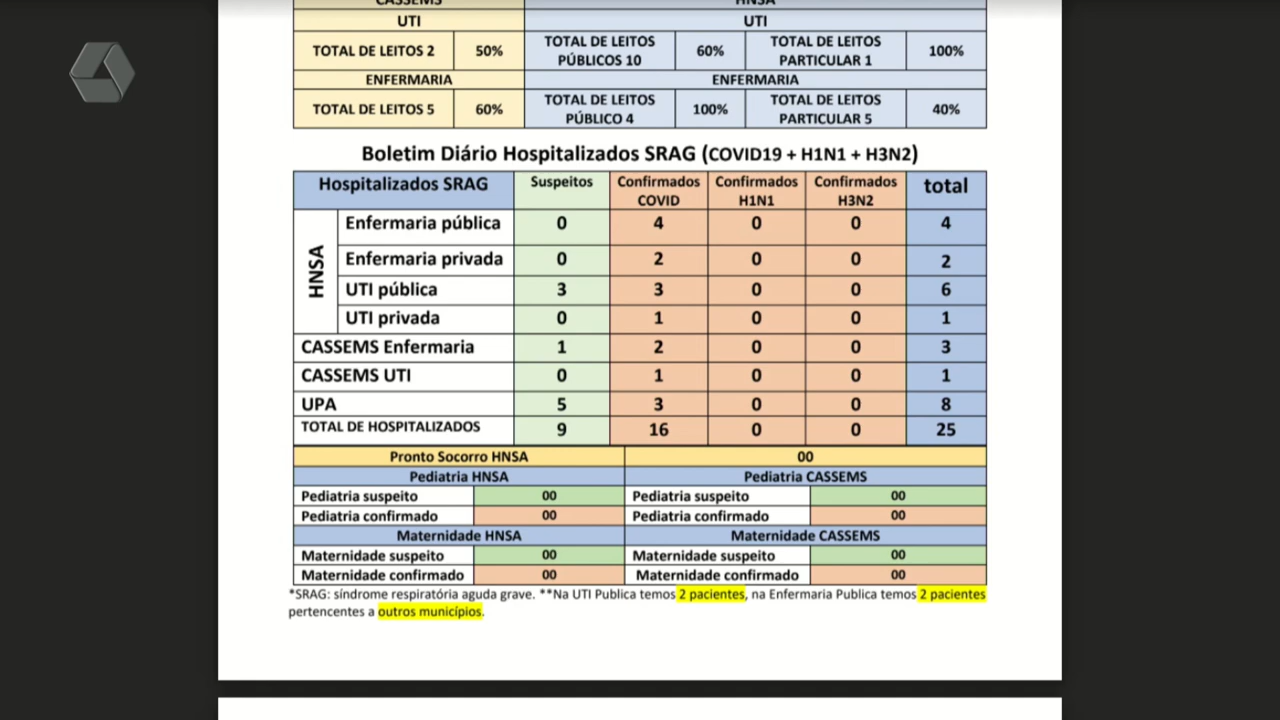 CASSEMS HNSA
UTI UTI
TOTAL DE LEITOS 2 50% TOTAL DE LEITOS PÚBLICOS 10 60% TOTAL DE LEITOS PARTICULAR 1 100%
ENFERMARIA ENFERMARIA
TOTAL DE LEITOS 5 60% TOTAL DE LEITOS PÚBLICO 4 100% TOTAL DE LEITOS PARTICULAR 5 40%
Boletim Diário Hospitalizados SRAG (COVID19 + H1N1 + H3N2)
Hospitalizados SRAG Suspeitos Confirmados COVID Confirmados H1N1 Confirmados H3N2 total
HNSA
Enfermaria pública 0 4 0 0 4
Enfermaria privada 0 2 0 0 2
UTI pública 3 3 0 0 6
UTI privada 0 1 0 0 1
CASSEMS Enfermaria 1 2 0 0 3
CASSEMS UTI 0 1 0 0 1
UPA 5 3 0 0 8
TOTAL DE HOSPITALIZADOS 9 16 0 0 25
Pronto Socorro HNSA 00
Pediatria HNSA Pediatria CASSEMS
Pediatria suspeito 00 Pediatria suspeito 00
Pediatria confirmado 00 Pediatria confirmado 00
Maternidade HNSA Maternidade CASSEMS
Maternidade suspeito 00 Maternidade suspeito 00
Maternidade confirmado 00 Maternidade confirmado 00
*SRAG: síndrome respiratória aguda grave. **Na UTI Publica temos 2 pacientes, na Enfermaria Publica temos 2 pacientes
pertencentes a outros municípios.